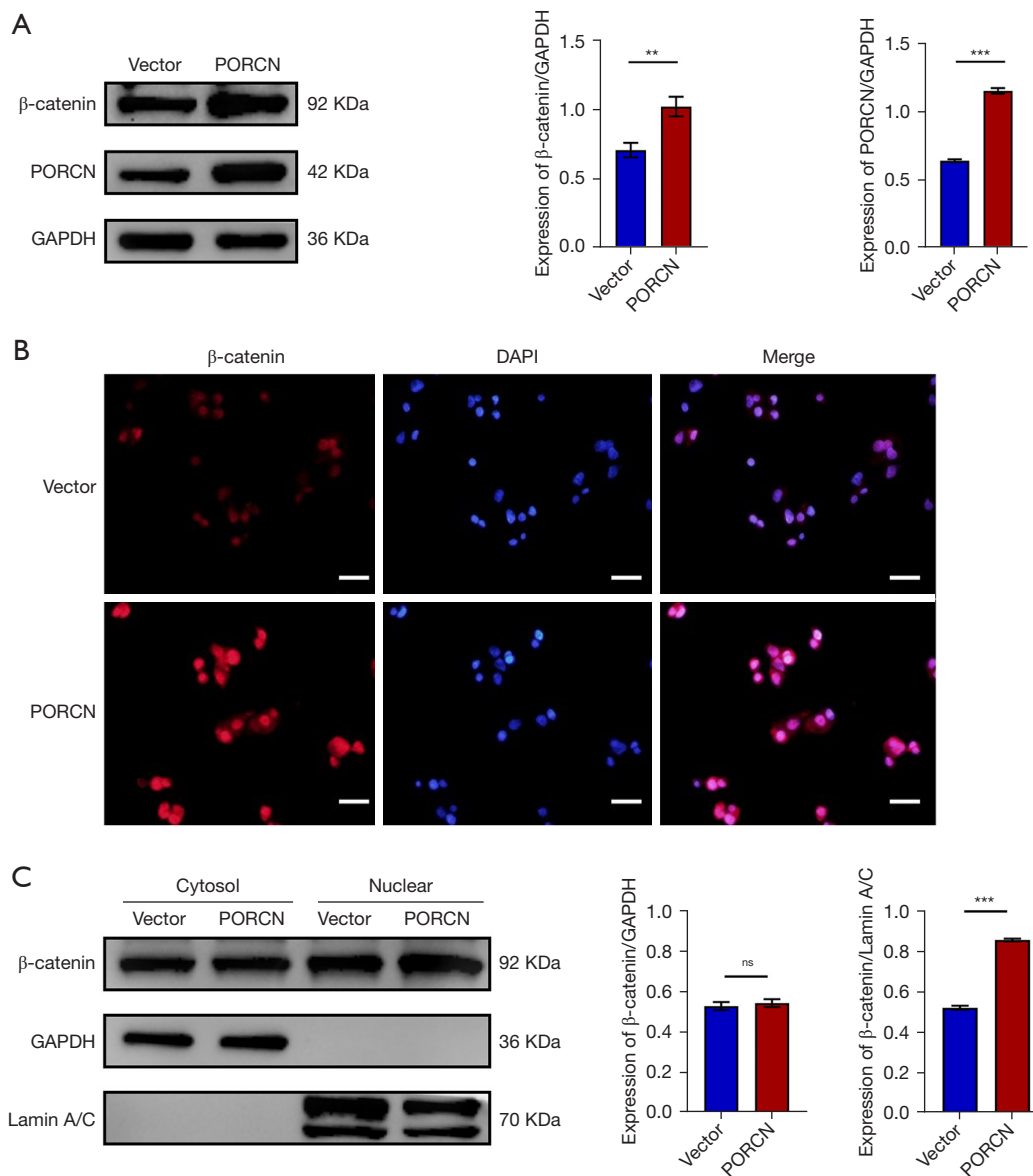 A
Vector PORCN
β-catenin 92 KDa
PORCN 42 KDa
GAPDH 36 KDa
Expression of β-catenin/GAPDH
1.5
1.0
0.5
0.0
**
Vector
PORCN
Expression of PORCN/GAPDH
1.5
1.0
0.5
0.0
***
Vector
PORCN
B
β-catenin DAPI Merge
Vector
PORCN
C
Cytosol Nuclear
Vector PORCN Vector PORCN
β-catenin 92 KDa
GAPDH 36 KDa
Lamin A/C 70 KDa
Expression of β-catenin/GAPDH
1.0
0.8
0.6
0.4
0.2
0.0
ns
Vector
PORCN
Expression of β-catenin/Lamin A/C
1.0
0.8
0.6
0.4
0.2
0.0
***
Vector
PORCN